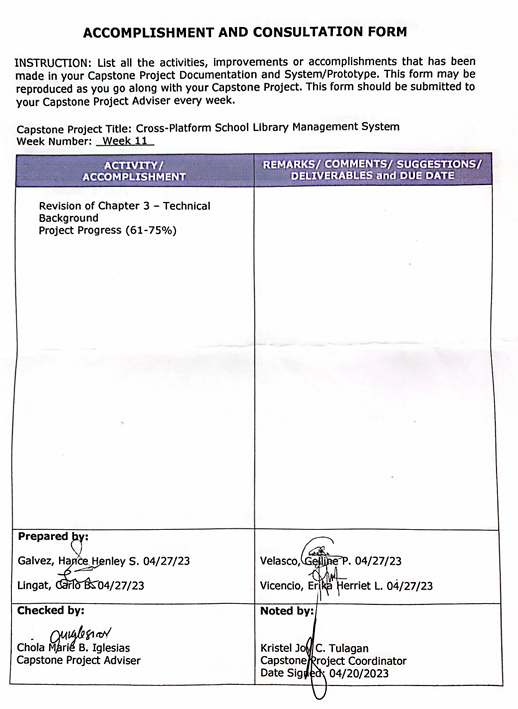 ACCOMPLISHMENT AND CONSULTATION FORM
INSTRUCTION: List all the activities, improvements or accomplishments that has been
made in your Capstone Project Documentation and System/Prototype. This form may be
reproduced as you go along with your Capstone Project. This form should be submitted to
your Capstone Project Adviser every week.
Capstone Project Title: Cross-Platform School Library Management System
Week Number: Week 11
ACTIVITY/
ACCOMPLISHMENT
REMARKS/ COMMENTS/ SUGGESTIONS/
DELIVERABLES and DUE DATE
Revision of Chapter 3 – Technical
Background
Project Progress (61-75%)
Prepared by:
Galvez, Hance Henley S. 04/27/23
Velasco, Gelline P. 04/27/23
Lingat, Carlo B. 04/27/23
Vicencio, Erika Herriet L. 04/27/23
Checked by:
Chola Marie B. Iglesias
Capstone Project Adviser
Noted by:
Kristel Joy C. Tulagan
Capstone Project Coordinator
Date Signed: 04/20/2023